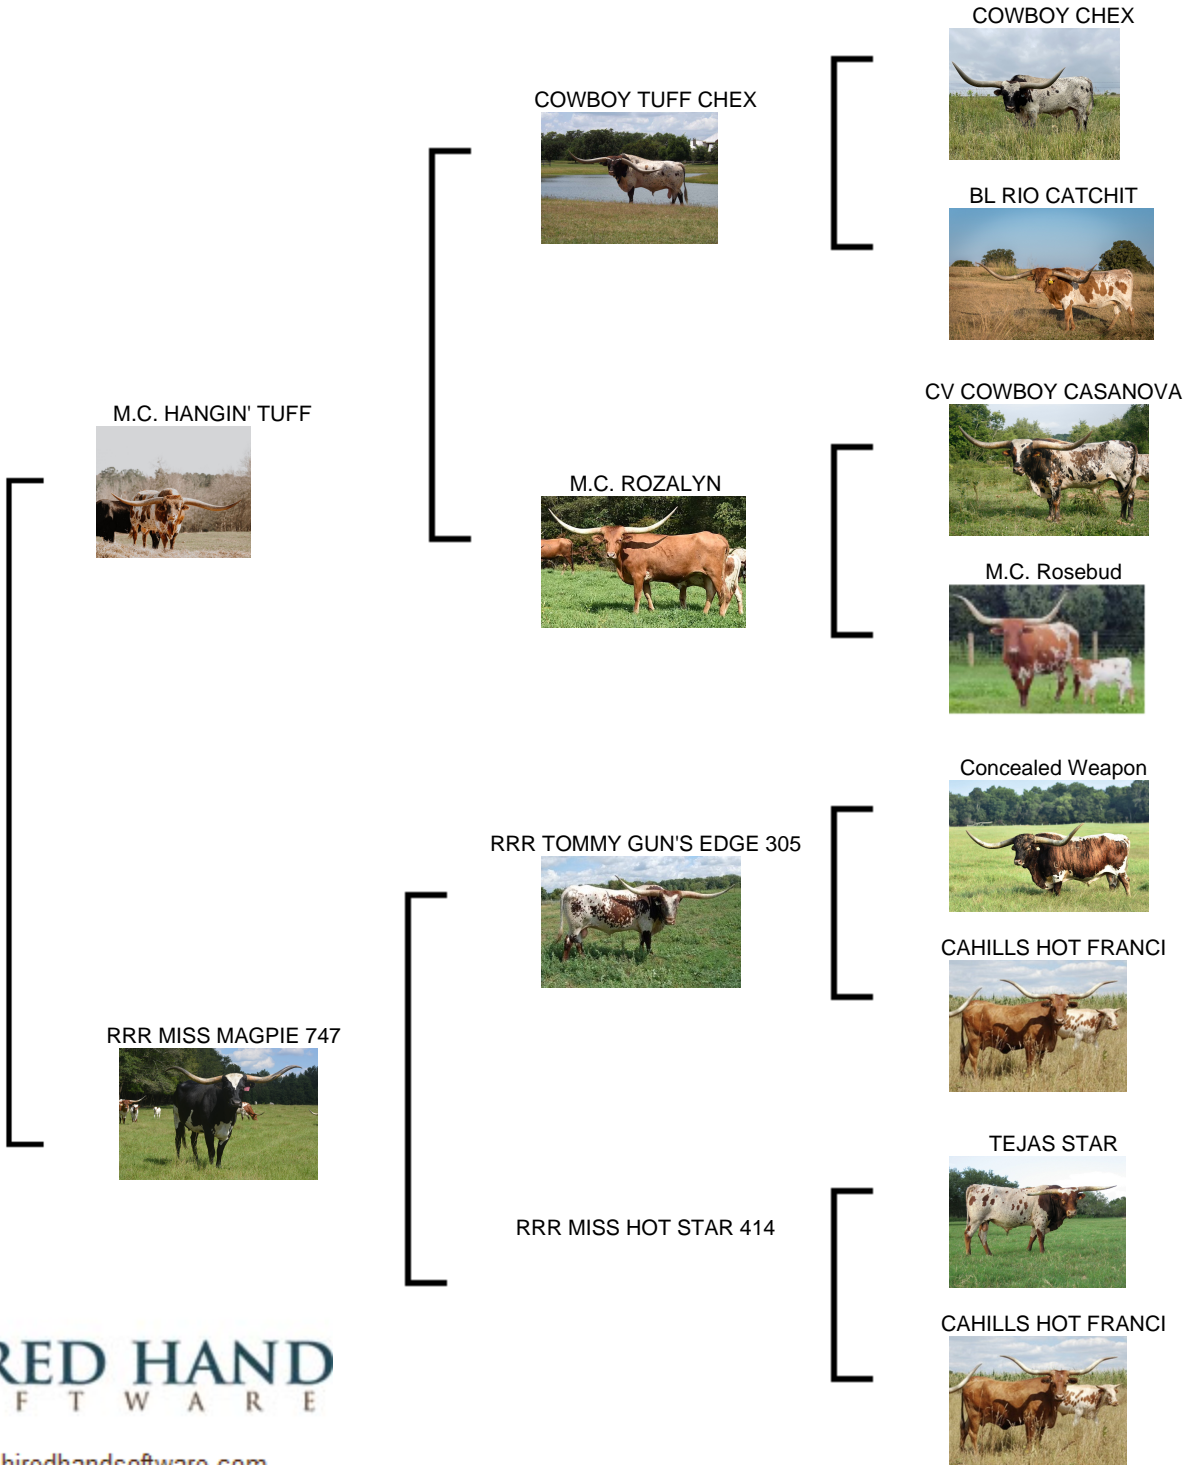 COWBOY CHEX
COWBOY TUFF CHEX
BL RIO CATCHIT
CV COWBOY CASANOVA
M.C. HANGIN' TUFF
M.C. ROZALYN
M.C. Rosebud
Concealed Weapon
RRR TOMMY GUN'S EDGE 305
CAHILLS HOT FRANCI
RRR MISS MAGPIE 747
TEJAS STAR
RRR MISS HOT STAR 414
CAHILLS HOT FRANCI
RED HAND
F T W A R E
hiredhandsoftware.com